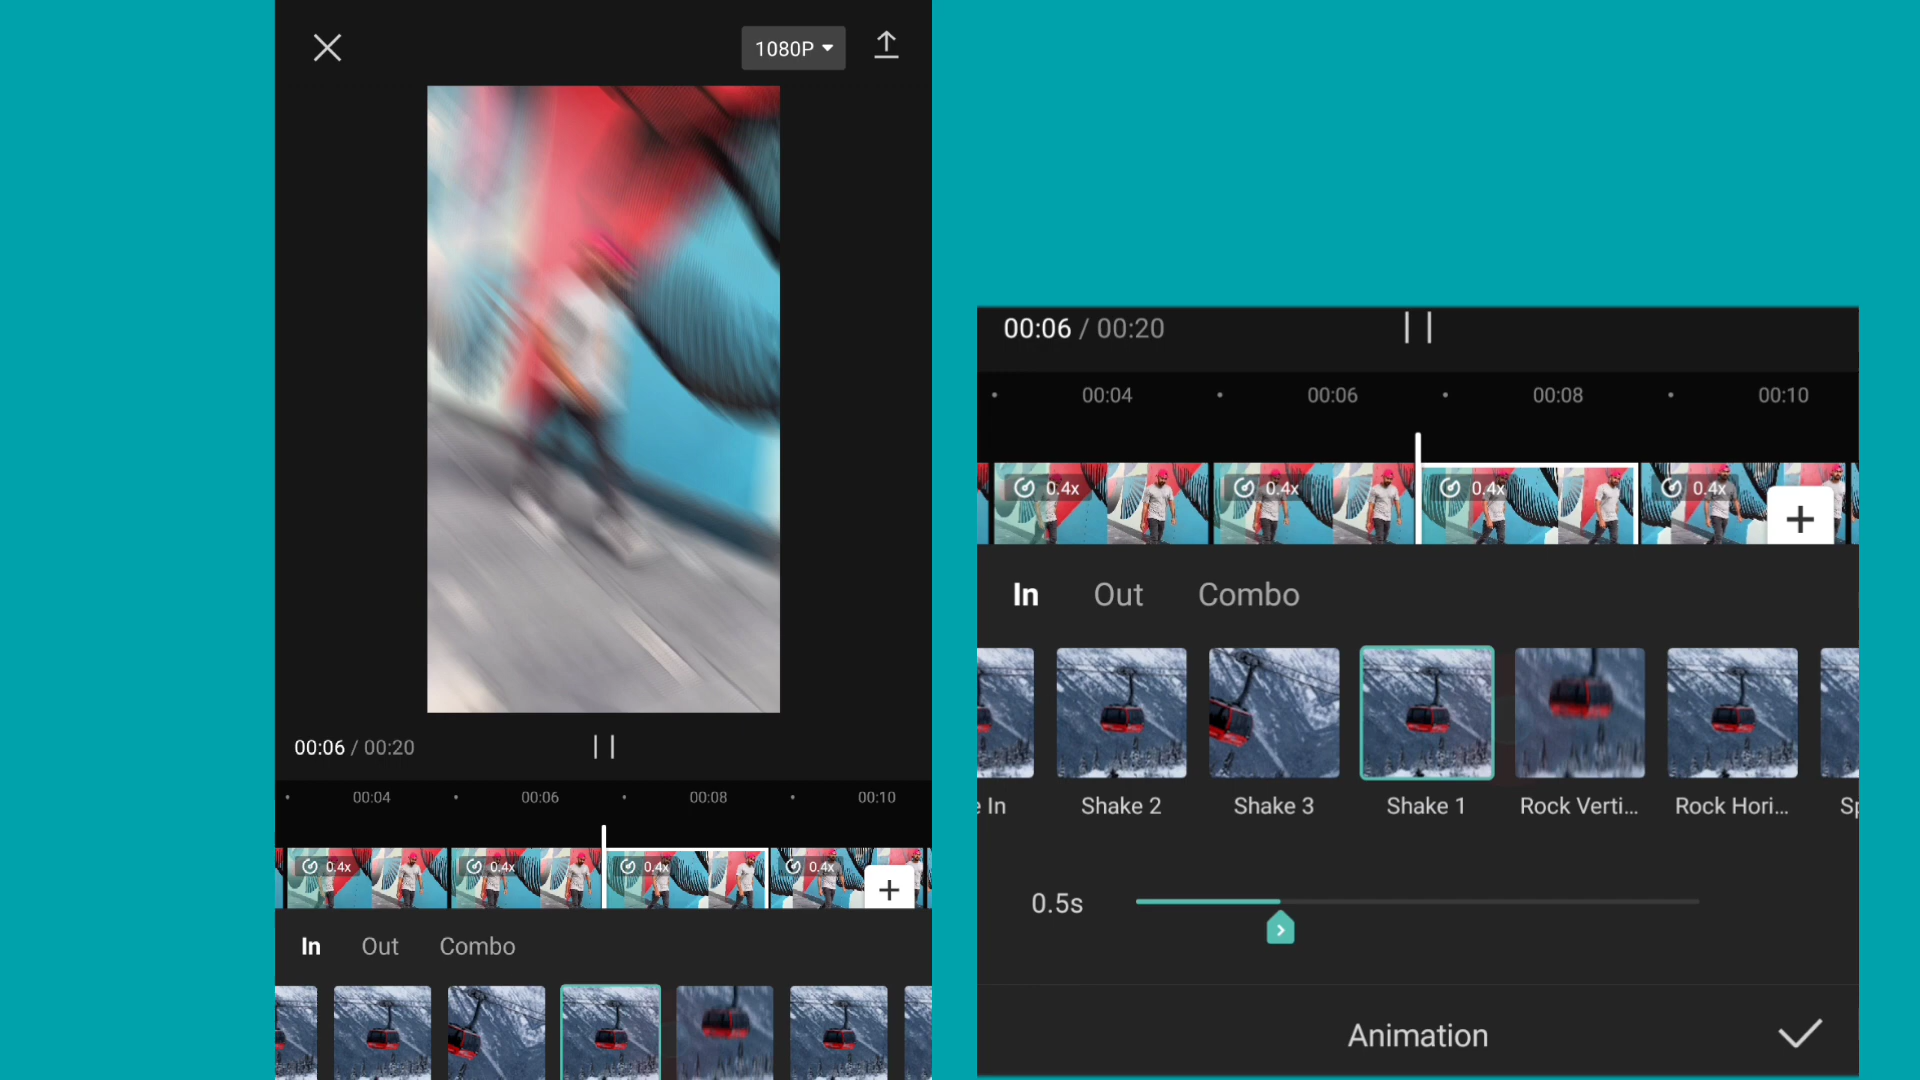 1080P
00:06 / 00:20
00:04 00:06 00:08 00:10
0.4x 0.4x 0.4x 0.4x
In Out Combo
00:06 / 00:20
00:04 00:06 00:08 00:10
0.4x 0.4x 0.4x 0.4x
In Out Combo
In Shake 2 Shake 3 Shake 1 Rock Verti... Rock Hori...
0.5s
Animation